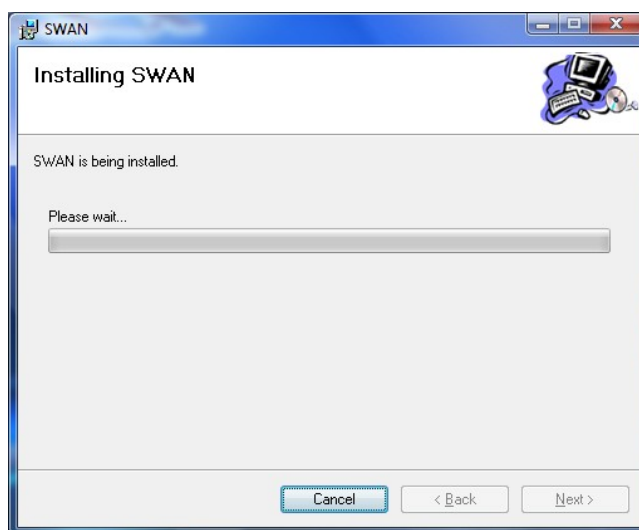 SWAN
Installing SWAN
SWAN is being installed.
Please wait...
Cancel
< Back
Next >